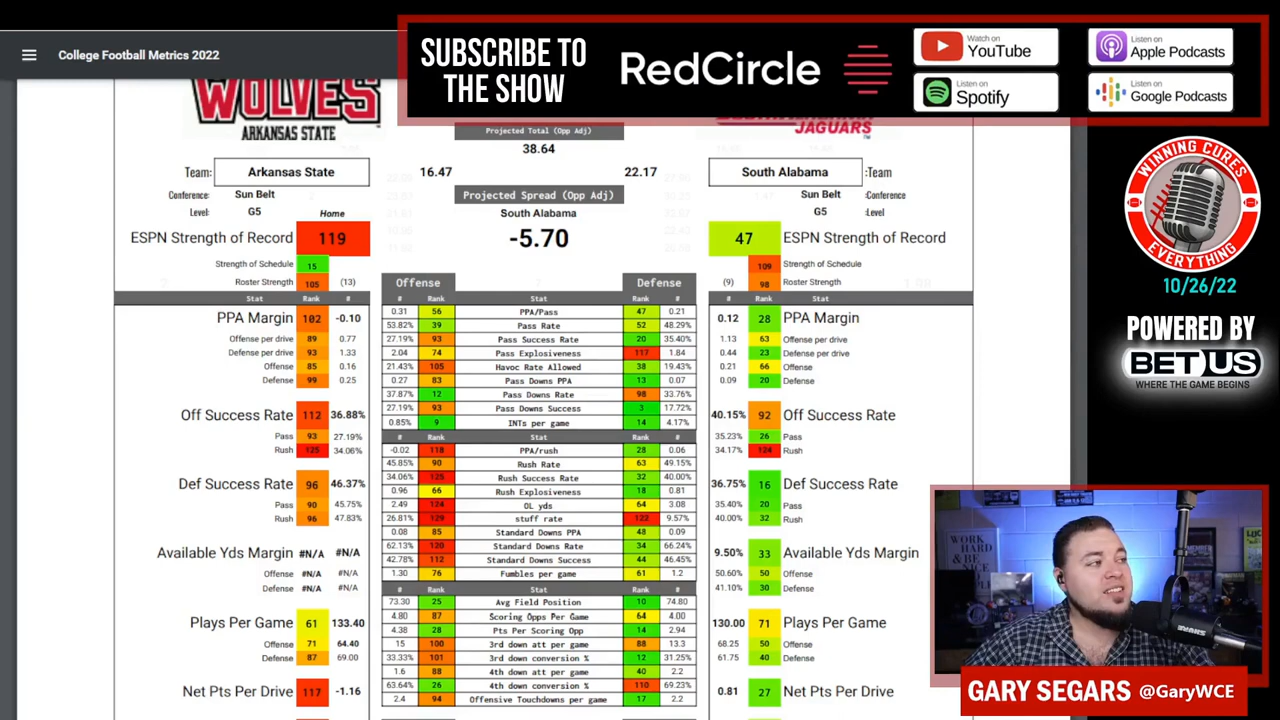 College Football Metrics 2022
SUBSCRIBE TO
THE SHOW
RedCircle
Watch on
YouTube
Listen on
Apple Podcasts
Listen on
Spotify
Listen on
Google Podcasts
WOLVES
ARKANSAS STATE
JAGUARS
Projected Total (Opp Adj)
38.64
Team: Arkansas State 16.47 22.17 South Alabama :Team
Conference: Sun Belt Projected Spread (Opp Adj) Sun Belt :Conference
Level: G5 Home South Alabama G5 :Level
ESPN Strength of Record 119 -5.70 47 ESPN Strength of Record
Strength of Schedule 15 109 Strength of Schedule
Roster Strength 105 (13) Offense Defense (9) 98 Roster Strength
Stat Rank # # Rank Stat Rank # # Rank Stat
PPA Margin 102 -0.10 0.31 56 PPA/Pass 47 0.21 0.12 28 PPA Margin
53.82% 39 Pass Rate 52 48.29%
Offense per drive 89 0.77 27.19% 93 Pass Success Rate 20 35.40% 1.13 63 Offense per drive
Defense per drive 93 1.33 2.04 74 Pass Explosiveness 117 1.84 0.44 23 Defense per drive
Offense 85 0.16 21.43% 105 Havoc Rate Allowed 38 19.43% 0.21 66 Offense
Defense 99 0.25 0.27 83 Pass Downs PPA 13 0.07 0.09 20 Defense
37.87% 12 Pass Downs Rate 98 33.76%
Off Success Rate 112 36.88% 27.19% 93 Pass Downs Success 3 17.72% 40.15% 92 Off Success Rate
0.85% 9 INTs per game 14 4.17%
Pass 93 27.19% # Rank Stat Rank # 35.23% 26 Pass
Rush 125 34.06% -0.02 118 PPA/rush 28 0.06 34.17% 124 Rush
45.85% 90 Rush Rate 63 49.15%
Def Success Rate 96 46.37% 34.06% 125 Rush Success Rate 32 40.00% 36.75% 16 Def Success Rate
0.96 66 Rush Explosiveness 18 0.81
Pass 90 45.75% 2.49 124 OL yds 64 3.08 35.40% 20 Pass
Rush 96 47.83% 26.81% 129 stuff rate 122 9.57% 40.00% 32 Rush
0.08 85 Standard Downs PPA 48 0.09
62.13% 120 Standard Downs Rate 34 66.24%
Available Yds Margin #N/A #N/A 42.78% 112 Standard Downs Success 44 46.45% 9.50% 33 Available Yds Margin
Offense #N/A #N/A 1.30 76 Fumbles per game 61 1.2 50.60% 50 Offense
Defense #N/A #N/A # Rank Stat Rank # 41.10% 30 Defense
73.30 25 Avg Field Position 10 74.80
4.80 87 Scoring Opps Per Game 64 4.00
Plays Per Game 61 133.40 4.38 28 Pts Per Scoring Opp 14 2.94 130.00 71 Plays Per Game
Offense 71 64.40 15 100 3rd down att per game 88 13.3 68.25 50 Offense
Defense 87 69.00 33.33% 101 3rd down conversion % 12 31.25% 61.75 40 Defense
1.6 88 4th down att per game 40 2.2
Net Pts Per Drive 117 -1.16 63.64% 26 4th down conversion % 110 69.23% 0.81 27 Net Pts Per Drive
2.4 94 Offensive Touchdowns per game 17 2.2
WINNING CURES
EVERYTHING
10/26/22
POWERED BY
BETUS
WHERE THE GAME BEGINS
WORK
HARD
& BE
NICE
GARY SEGARS @GaryWCE